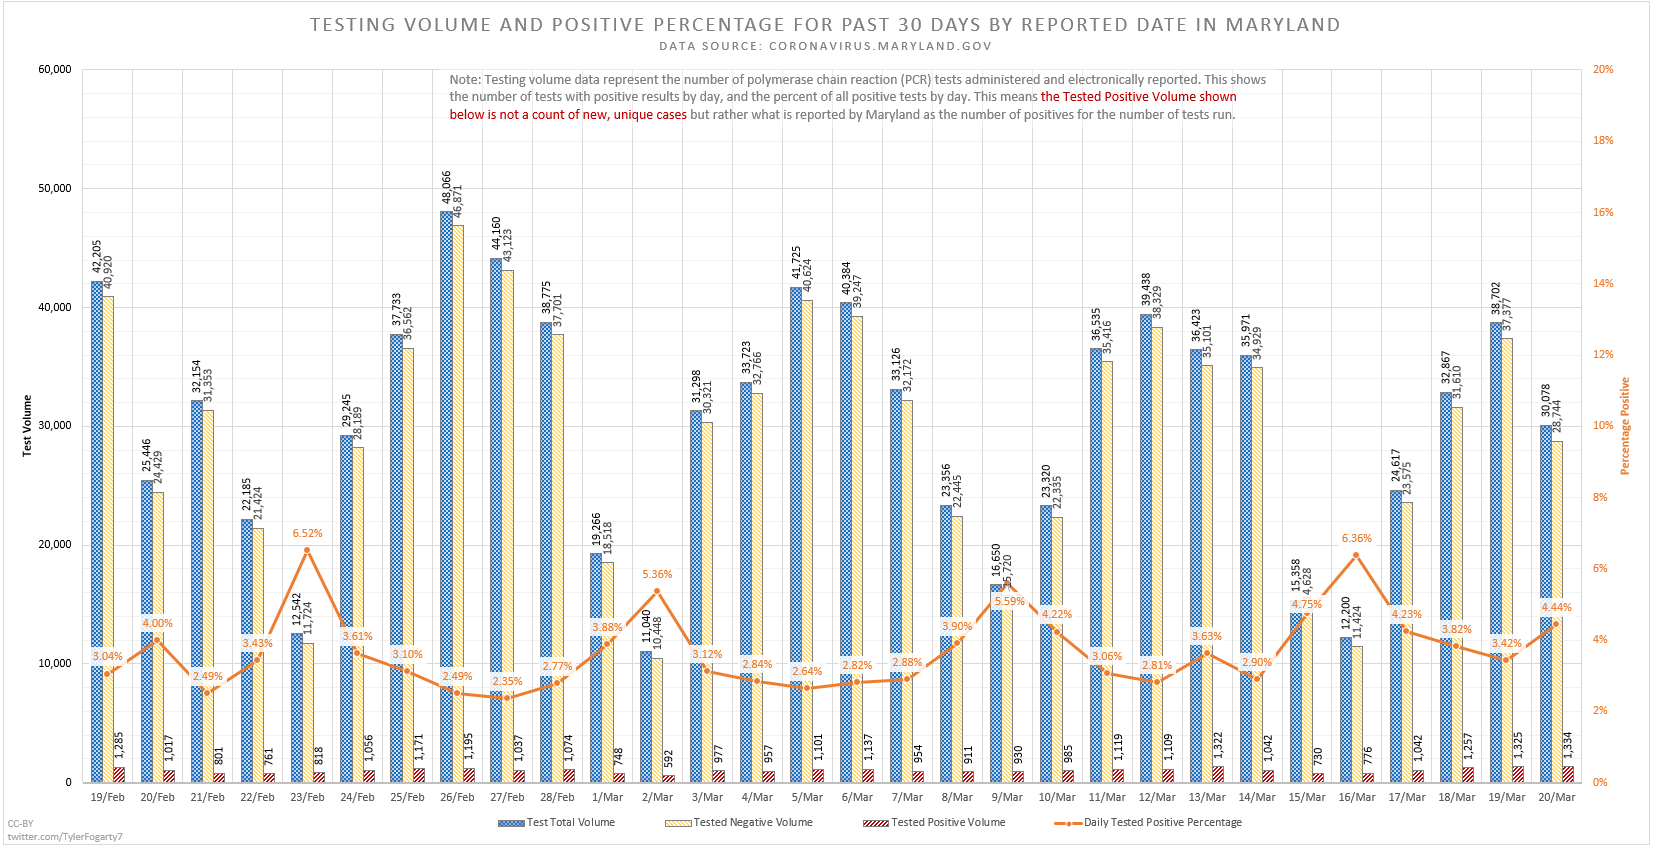 TESTING VOLUME AND POSITIVE PERCENTAGE FOR PAST 30 DAYS BY REPORTED DATE IN MARYLAND
DATA SOURCE: CORONAVIRUS.MARYLAND.GOV
Note: Testing volume data represent the number of polymerase chain reaction (PCR) tests administered and electronically reported. This shows
the number of tests with positive results by day, and the percent of all positive tests by day. This means the Tested Positive Volume shown
below is not a count of new, unique cases but rather what is reported by Maryland as the number of positives for the number of tests run.
Test Volume
60,000
50,000
40,000
30,000
20,000
10,000
0
Percentage Positive
20%
18%
16%
14%
12%
10%
8%
6%
4%
2%
0%
42,205 40,920 3.04% 1,285 19/Feb
25,446 24,429 4.00% 1,017 20/Feb
32,154 31,353 2.49% 801 21/Feb
22,185 21,424 3.43% 761 22/Feb
12,542 11,724 6.52% 818 23/Feb
29,245 28,189 3.61% 1,056 24/Feb
37,733 36,562 3.10% 1,171 25/Feb
48,066 46,871 2.49% 1,195 26/Feb
44,160 43,123 2.35% 1,037 27/Feb
38,775 37,701 2.77% 1,074 28/Feb
19,266 18,518 3.88% 748 1/Mar
11,040 10,448 5.36% 592 2/Mar
31,298 30,321 3.12% 977 3/Mar
33,723 32,766 2.84% 957 4/Mar
41,725 40,624 2.64% 1,101 5/Mar
40,384 39,247 2.82% 1,137 6/Mar
33,126 32,172 2.88% 954 7/Mar
23,356 22,445 3.90% 911 8/Mar
16,650 15,720 5.59% 930 9/Mar
23,320 22,335 4.22% 985 10/Mar
36,535 35,416 3.06% 1,119 11/Mar
39,438 38,329 2.81% 1,109 12/Mar
36,423 35,101 3.63% 1,322 13/Mar
35,971 34,929 2.90% 1,042 14/Mar
15,358 14,628 4.75% 730 15/Mar
12,200 11,424 6.36% 776 16/Mar
24,617 23,575 4.23% 1,042 17/Mar
32,867 31,610 3.82% 1,257 18/Mar
38,702 37,377 3.42% 1,325 19/Mar
30,078 28,744 4.44% 1,334 20/Mar
Test Total Volume
Tested Negative Volume
Tested Positive Volume
Daily Tested Positive Percentage
CC-BY
twitter.com/TylerFogarty7